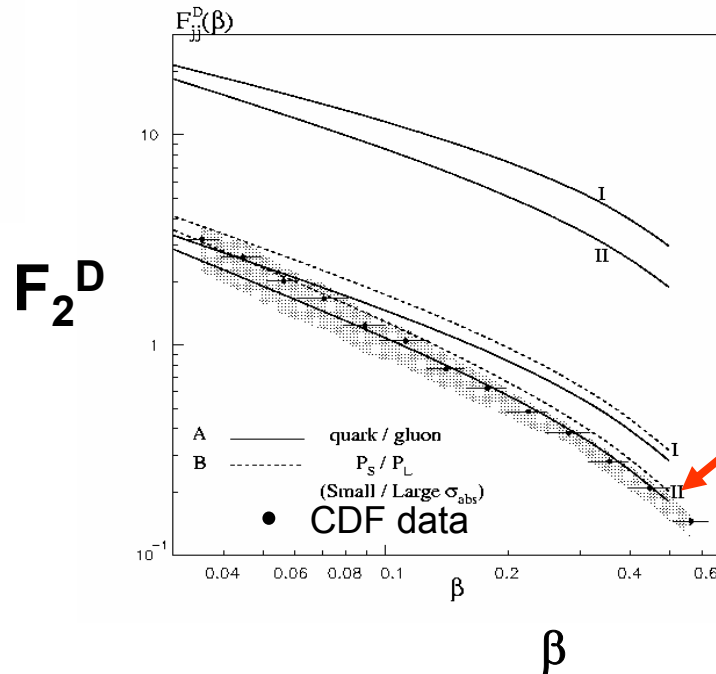 F_jj^D(β)
10
I
II
F₂ᴰ
1
A quark / gluon
B P_S / P_L
(Small / Large σ_abs)
CDF data
I
II
10⁻¹
0.04 0.06 0.08 0.1 0.2 0.4 0.6
β
β